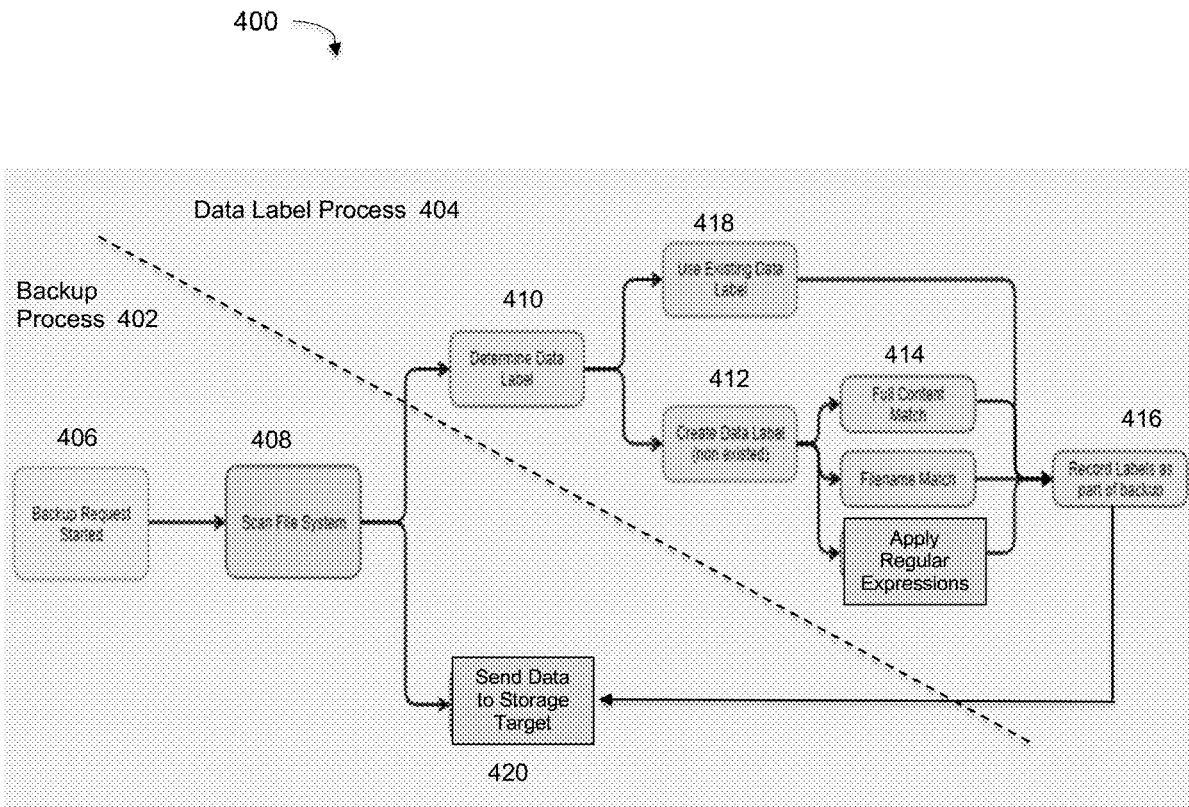 400
Data Label Process 404
418
Use Existing Data
Label
Backup
Process 402
410
Determine Data
Label
414
Full Content
Match
412
Create Data Label
(non existed)
416
Record Labels as
part of backup
406
Backup Request
Started
408
Scan File System
Filename Match
Apply
Regular
Expressions
Send Data
to Storage
Target
420